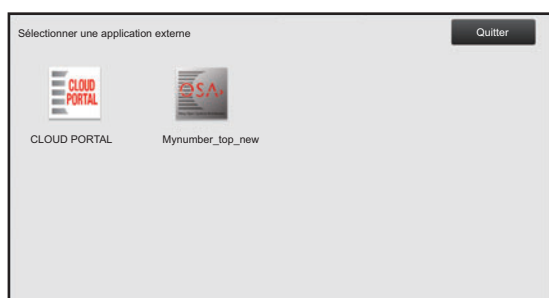 Sélectionner une application externe
Quitter
CLOUD
PORTAL
OSA
CLOUD PORTAL
Mynumber_top_new